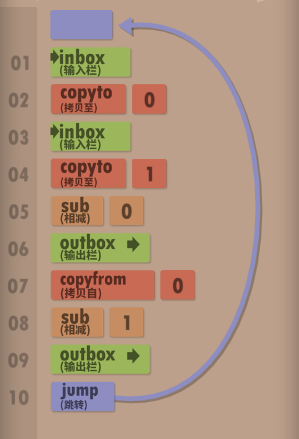 01 inbox
(输入栏)
02 copyto 0
(拷贝至)
03 inbox
(输入栏)
04 copyto 1
(拷贝至)
05 sub 0
(相减)
06 outbox
(输出栏)
07 copyfrom 0
(拷贝自)
08 sub 1
(相减)
09 outbox
(输出栏)
10 jump
(跳转)